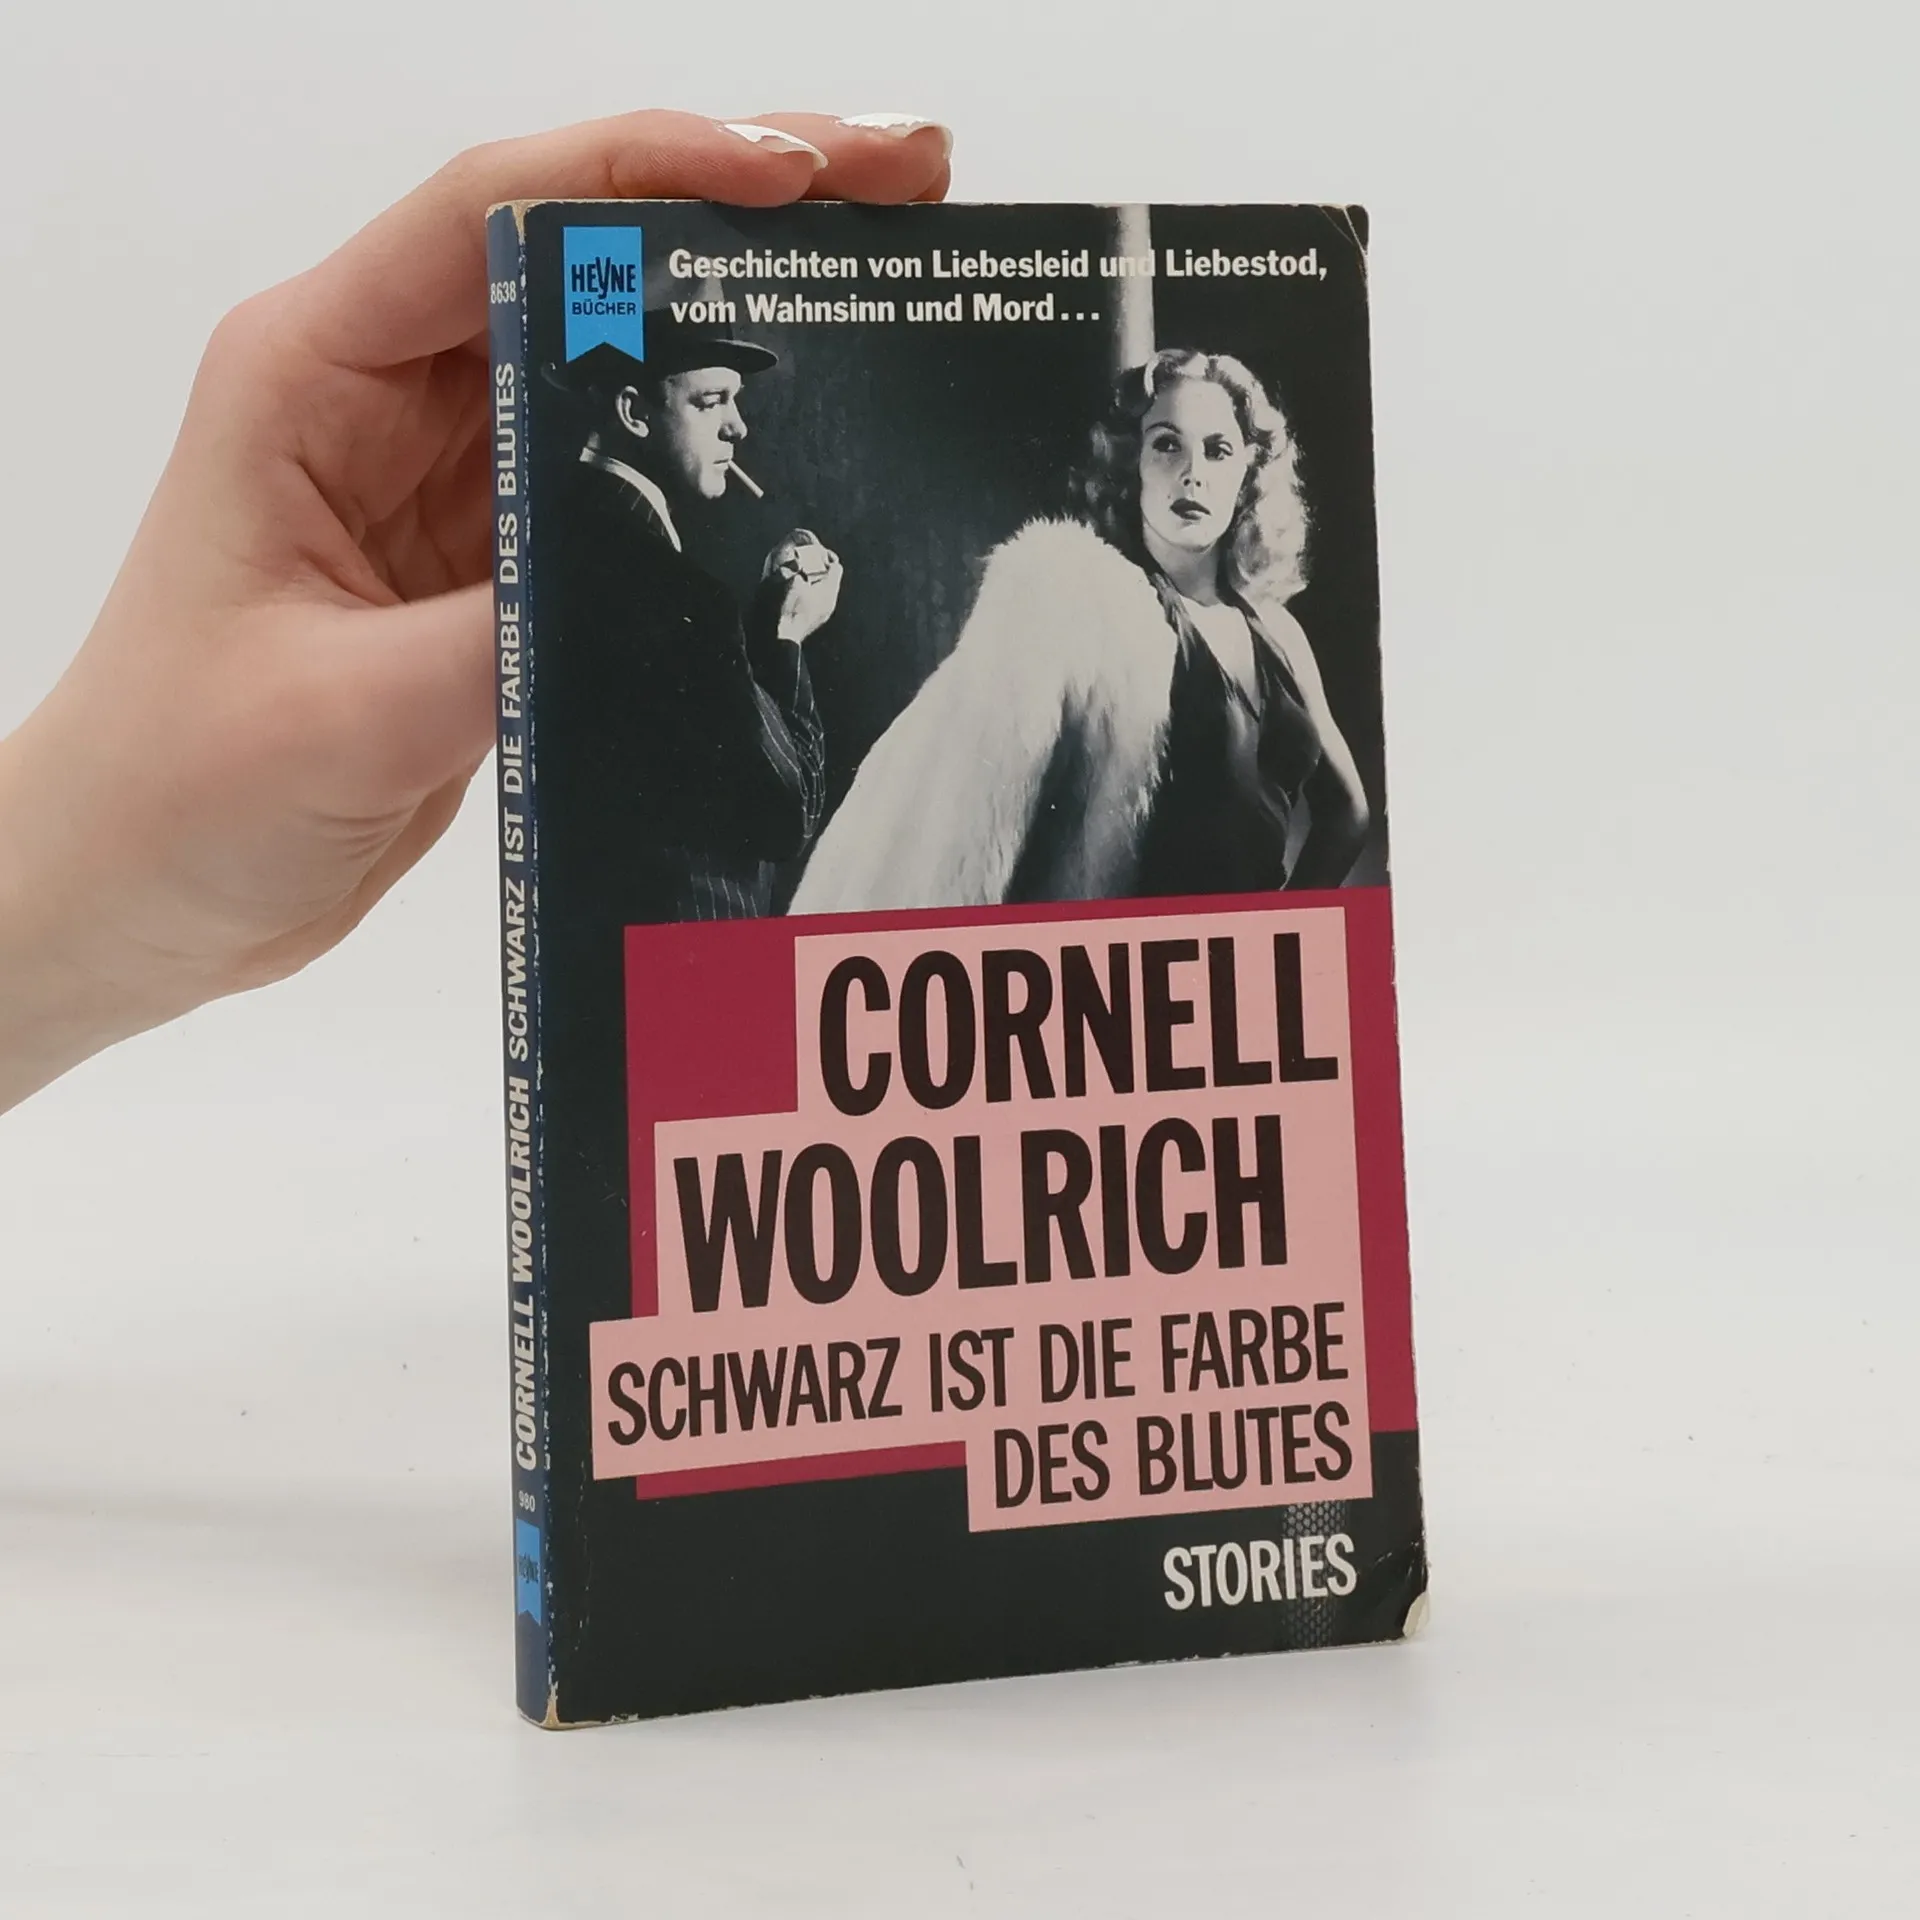 HEYNE
BÜCHER
Geschichten von Liebesleid und Liebestod,
vom Wahnsinn und Mord...
CORNELL
WOOLRICH
SCHWARZ IST DIE FARBE
DES BLUTES
STORIES
8638
CORNELL WOOLRICH SCHWARZ IST DIE FARBE DES BLUTES
980
HEYNE